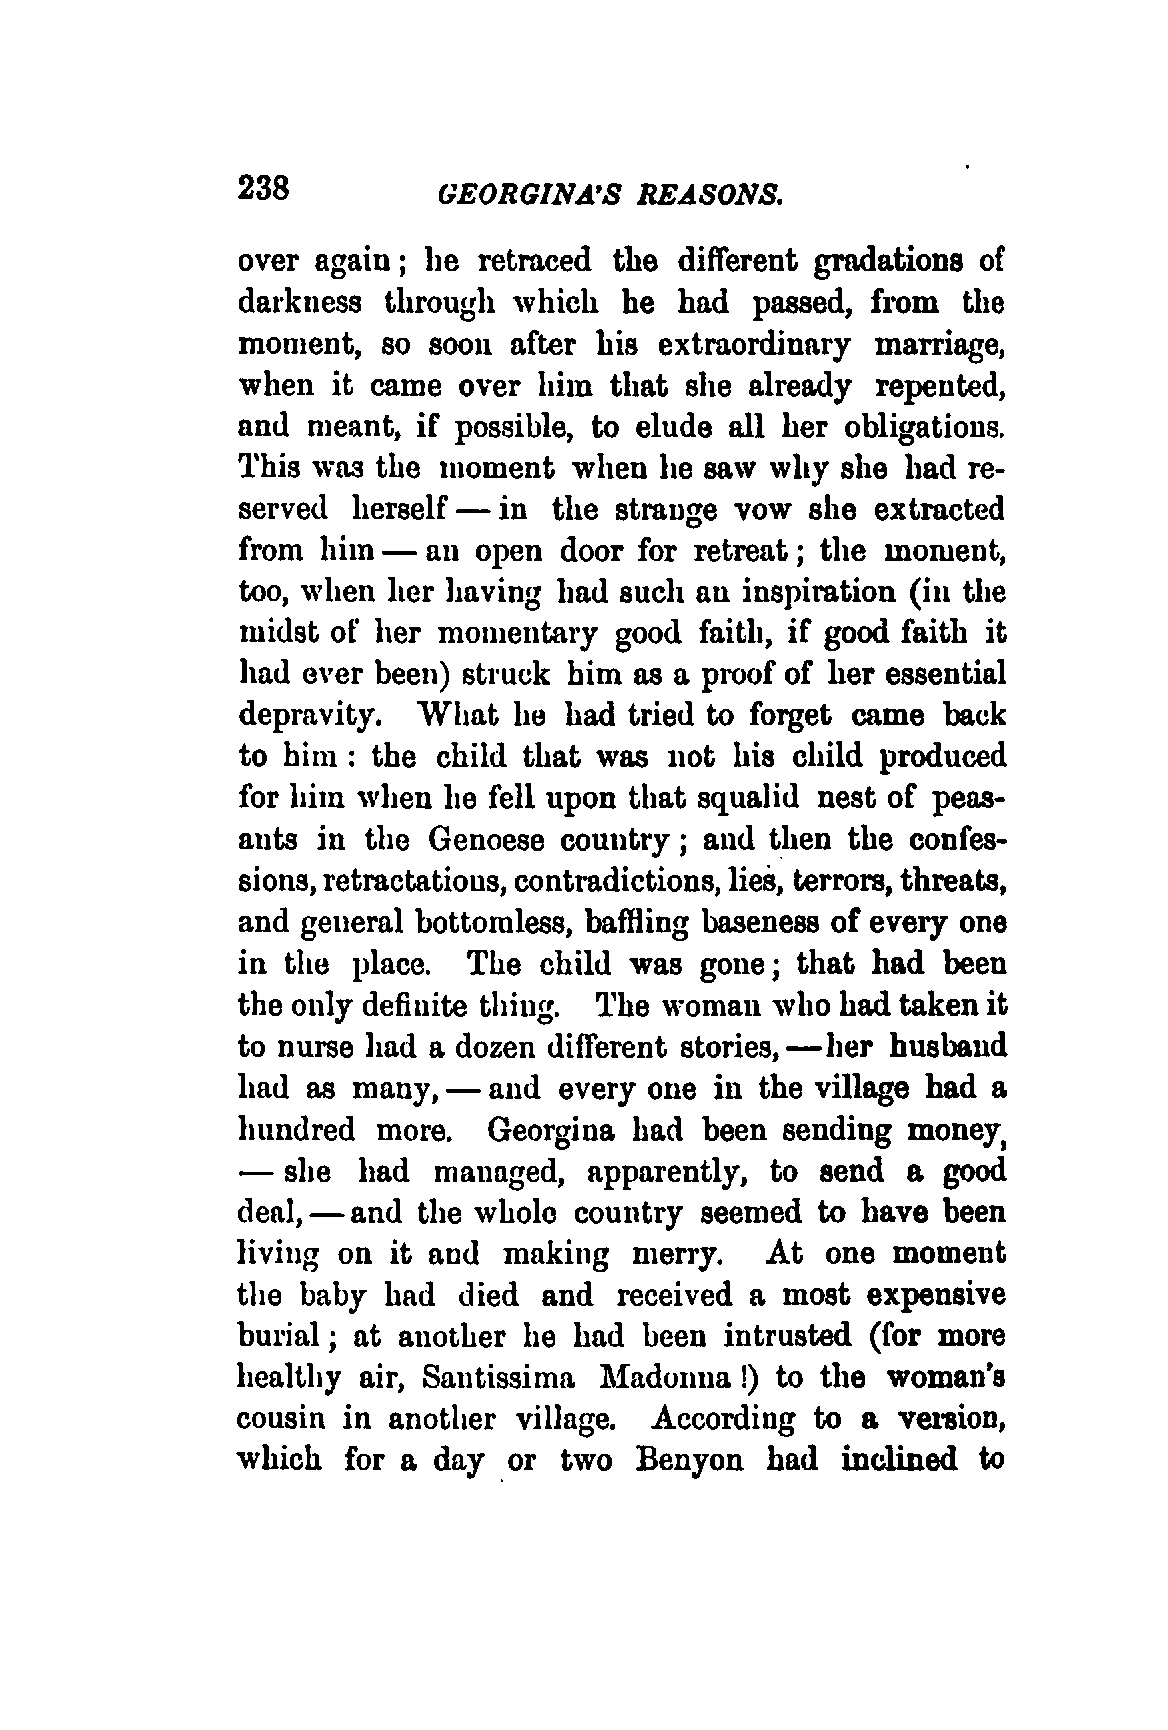 238 GEORGINA'S REASONS.
over again; he retraced the different gradations of
darkness through which he had passed, from the
moment, so soon after his extraordinary marriage,
when it came over him that she already repented,
and meant, if possible, to elude all her obligations.
This was the moment when he saw why she had re-
served herself — in the strange vow she extracted
from him — an open door for retreat; the moment,
too, when her having had such an inspiration (in the
midst of her momentary good faith, if good faith it
had ever been) struck him as a proof of her essential
depravity. What he had tried to forget came back
to him: the child that was not his child produced
for him when he fell upon that squalid nest of peas-
ants in the Genoese country; and then the confes-
sions, retractations, contradictions, lies, terrors, threats,
and general bottomless, baffling baseness of every one
in the place. The child was gone; that had been
the only definite thing. The woman who had taken it
to nurse had a dozen different stories, — her husband
had as many, — and every one in the village had a
hundred more. Georgina had been sending money,
— she had managed, apparently, to send a good
deal, — and the whole country seemed to have been
living on it and making merry. At one moment
the baby had died and received a most expensive
burial; at another he had been intrusted (for more
healthy air, Santissima Madonna!) to the woman's
cousin in another village. According to a version,
which for a day or two Benyon had inclined to